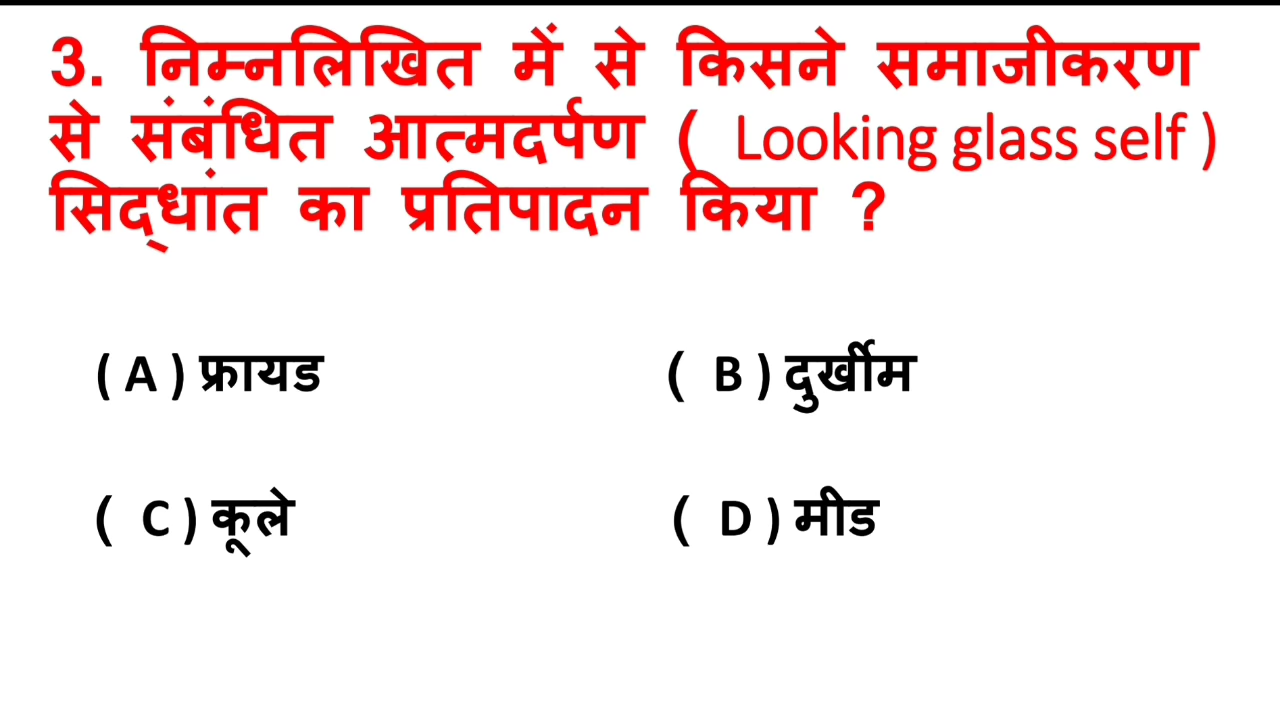 3. निम्नलिखित में से किसने समाजीकरण
से संबंधित आत्मदर्पण ( Looking glass self )
सिद्धांत का प्रतिपादन किया ?
( A ) फ्रायड ( B ) दुर्खीम
( C ) कूले ( D ) मीड